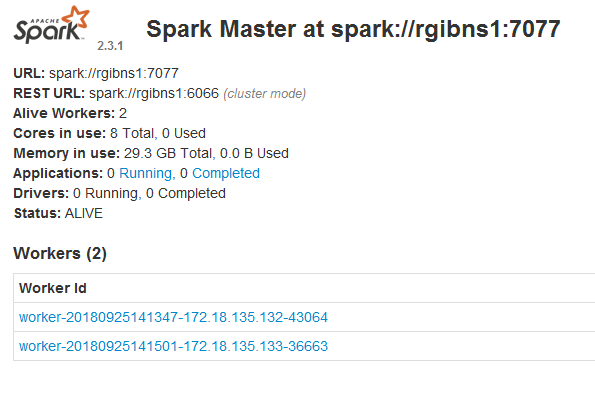 APACHE
Spark 2.3.1 Spark Master at spark://rgibns1:7077
URL: spark://rgibns1:7077
REST URL: spark://rgibns1:6066 (cluster mode)
Alive Workers: 2
Cores in use: 8 Total, 0 Used
Memory in use: 29.3 GB Total, 0.0 B Used
Applications: 0 Running, 0 Completed
Drivers: 0 Running, 0 Completed
Status: ALIVE
Workers (2)
Worker Id
worker-20180925141347-172.18.135.132-43064
worker-20180925141501-172.18.135.133-36663